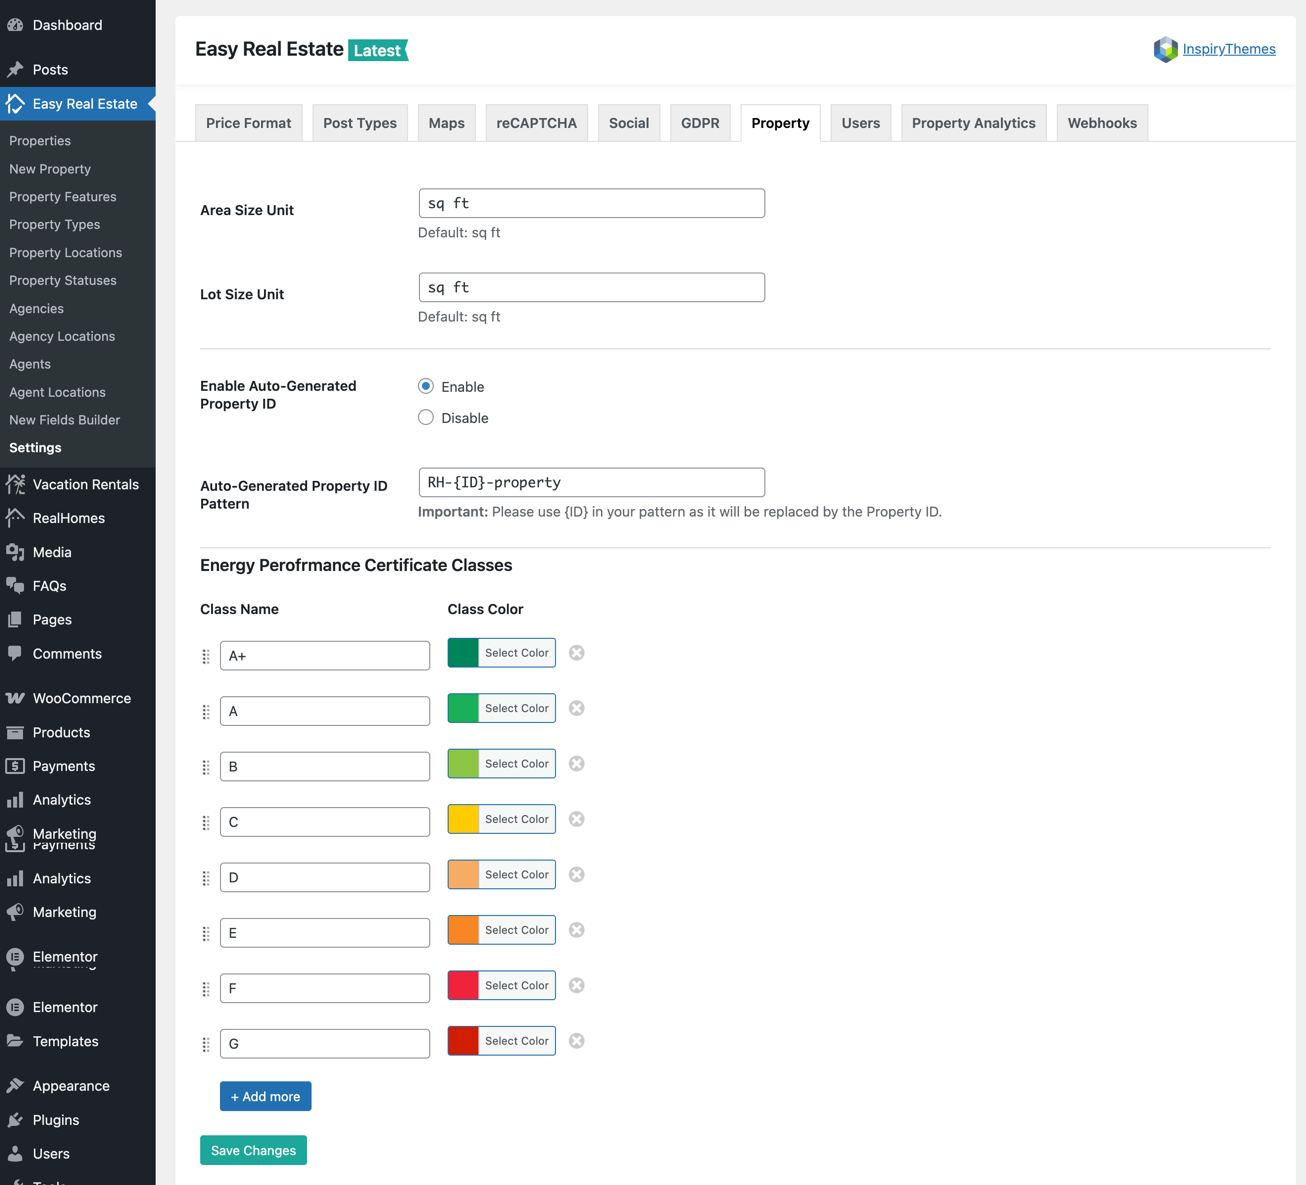 Dashboard
Posts
Easy Real Estate
Properties
New Property
Property Features
Property Types
Property Locations
Property Statuses
Agencies
Agency Locations
Agents
Agent Locations
New Fields Builder
Settings
Vacation Rentals
RealHomes
Media
FAQs
Pages
Comments
WooCommerce
Products
Payments
Analytics
Marketing
Payments
Analytics
Marketing
Elementor
Marketing
Elementor
Templates
Appearance
Plugins
Users
Tools
Easy Real Estate Latest
InspiryThemes
Price Format Post Types Maps reCAPTCHA Social GDPR Property Users Property Analytics Webhooks
Area Size Unit
sq ft
Default: sq ft
Lot Size Unit
sq ft
Default: sq ft
Enable Auto-Generated
Property ID
Enable
Disable
Auto-Generated Property ID
Pattern
RH-{ID}-property
Important: Please use {ID} in your pattern as it will be replaced by the Property ID.
Energy Perofrmance Certificate Classes
Class Name Class Color
A+ Select Color
A Select Color
B Select Color
C Select Color
D Select Color
E Select Color
F Select Color
G Select Color
+ Add more
Save Changes